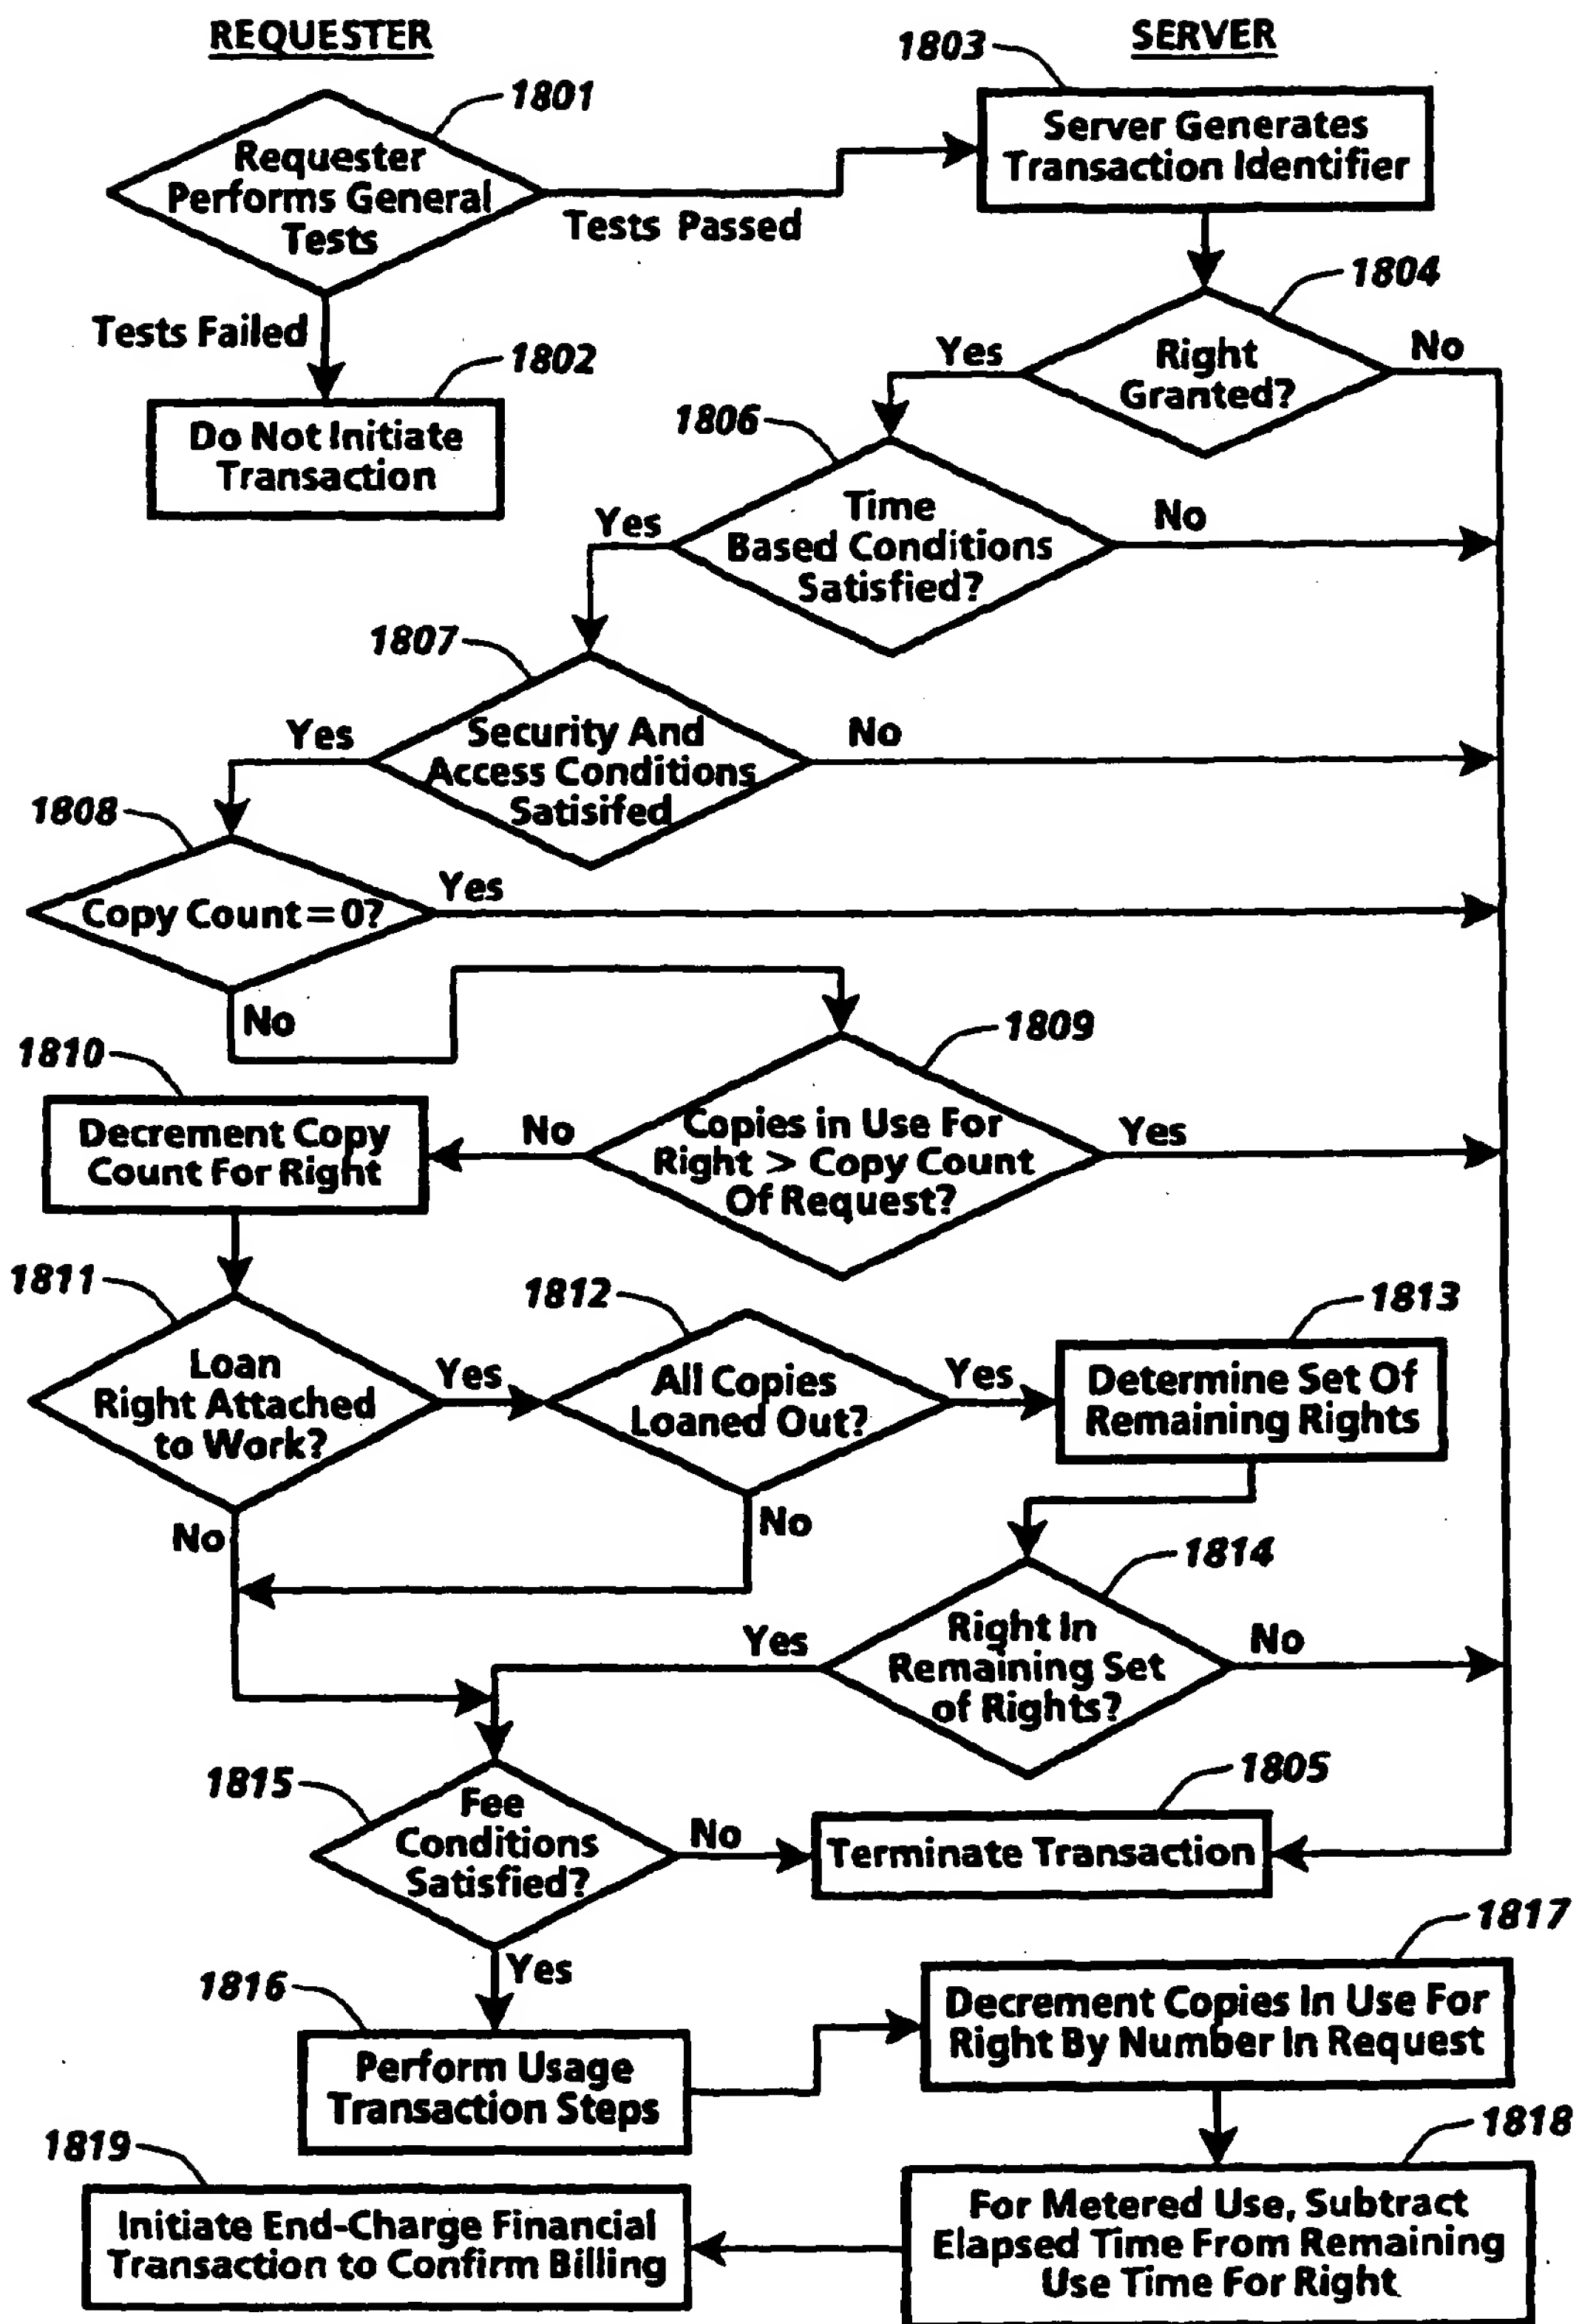 REQUESTER
SERVER
1803
1801
Server Generates
Transaction Identifier
Requester
Performs General
Tests
Tests Passed
1804
Tests Failed
1802
Yes
Right
Granted?
No
Do Not Initiate
Transaction
1806
Yes
Time
Based Conditions
Satisfied?
No
1807
Yes
Security And
Access Conditions
Satisifed
No
1808
Copy Count = 0?
Yes
No
1809
1810
Decrement Copy
Count For Right
No
Copies in Use For
Right > Copy Count
Of Request?
Yes
1811
1812
1813
Loan
Right Attached
to Work?
Yes
All Copies
Loaned Out?
Yes
Determine Set Of
Remaining Rights
No
No
1814
Yes
Right In
Remaining Set
of Rights?
No
1815
1805
Fee
Conditions
Satisfied?
No
Terminate Transaction
Yes
1817
1816
Decrement Copies In Use For
Right By Number In Request
Perform Usage
Transaction Steps
1818
1819
For Metered Use, Subtract
Elapsed Time From Remaining
Use Time For Right
Initiate End-Charge Financial
Transaction to Confirm Billing